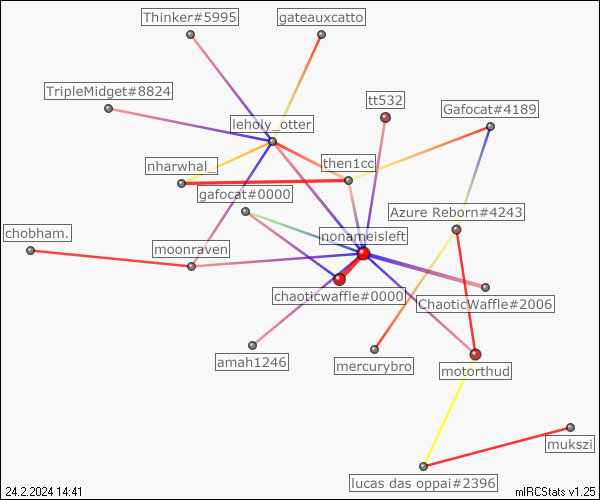 Thinker#5995
gateauxcatto
TripleMidget#8824
tt532
Gafocat#4189
leholy_otter
nharwhal_
then1cc
gafocat#0000
Azure Reborn#4243
chobham.
nonameisleft
moonraven
chaoticwaffle#0000
ChaoticWaffle#2006
amah1246
mercurybro
motorthud
mukszi
lucas das oppai#2396
24.2.2024 14:41
mIRCStats v1.25